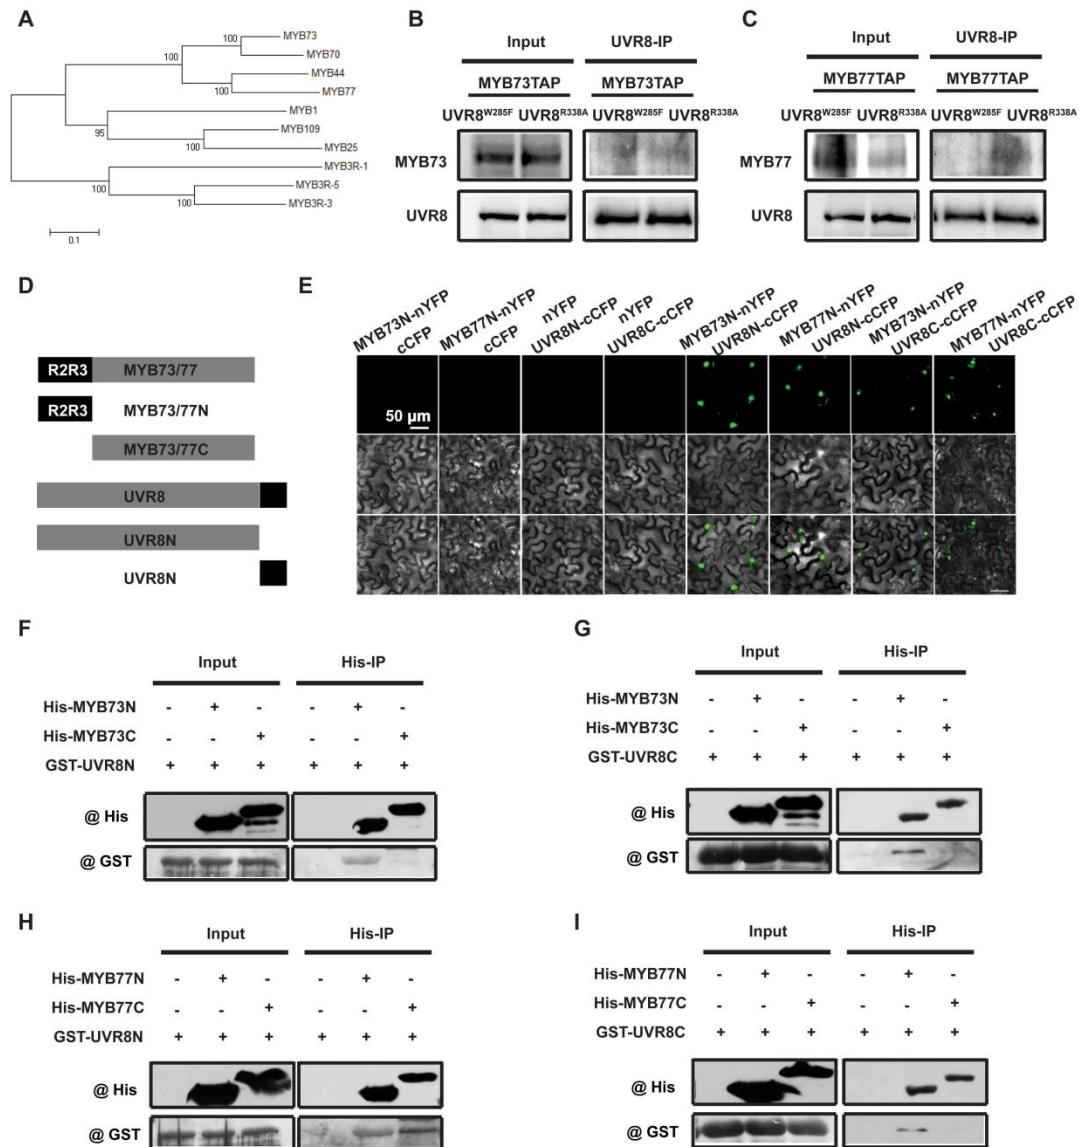 A
MYB73
MYB70
MYB44
MYB77
MYB1
MYB109
MYB25
MYB3R-1
MYB3R-5
MYB3R-3
100
100
100
100
95
100
100
100
0.1
B
Input UVR8-IP
MYB73TAP MYB73TAP
UVR8W285F UVR8R338A UVR8W285F UVR8R338A
MYB73
UVR8
C
Input UVR8-IP
MYB77TAP MYB77TAP
UVR8W285F UVR8R338A UVR8W285F UVR8R338A
MYB77
UVR8
D
R2R3 MYB73/77
R2R3 MYB73/77N
MYB73/77C
UVR8
UVR8N
UVR8N
E
MYB73N-nYFP
cCFP
MYB77N-nYFP
cCFP
nYFP
UVR8N-cCFP
nYFP
UVR8C-cCFP
MYB73N-nYFP
UVR8N-cCFP
MYB77N-nYFP
UVR8N-cCFP
MYB73N-nYFP
UVR8C-cCFP
MYB77N-nYFP
UVR8C-cCFP
50 µm
F
Input His-IP
His-MYB73N - + - - + -
His-MYB73C - - + - - +
GST-UVR8N + + + + + +
@ His
@ GST
G
Input His-IP
His-MYB73N - + - - + -
His-MYB73C - - + - - +
GST-UVR8C + + + + + +
@ His
@ GST
H
Input His-IP
His-MYB77N - + - - + -
His-MYB77C - - + - - +
GST-UVR8N + + + + + +
@ His
@ GST
I
Input His-IP
His-MYB77N - + - - + -
His-MYB77C - - + - - +
GST-UVR8C + + + + + +
@ His
@ GST